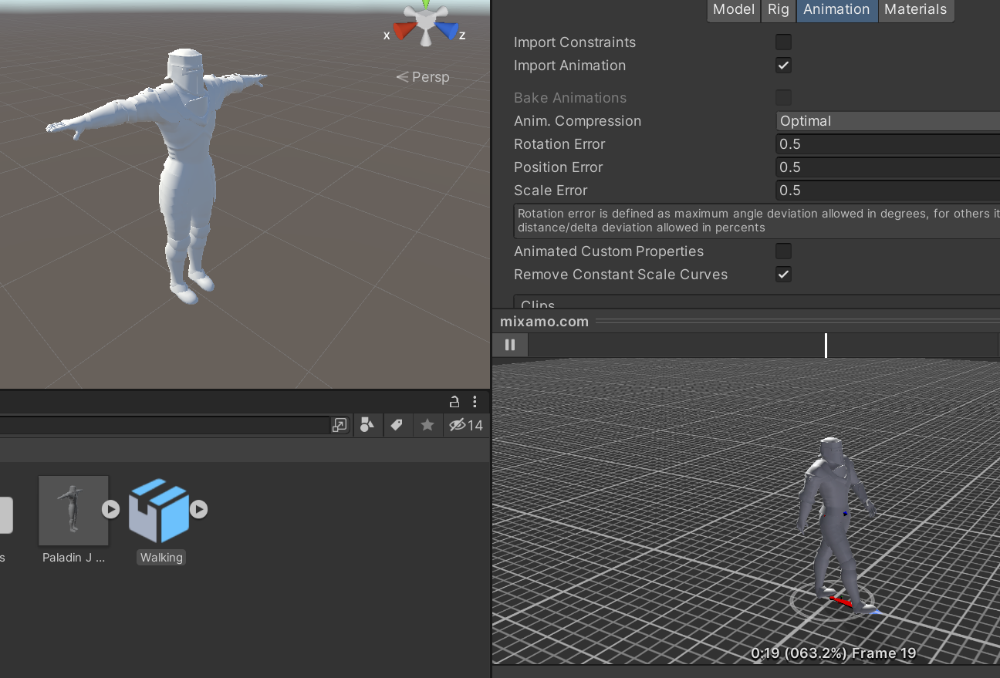 x
z
Persp
Model Rig Animation Materials
Import Constraints
Import Animation
Bake Animations
Anim. Compression Optimal
Rotation Error 0.5
Position Error 0.5
Scale Error 0.5
Rotation error is defined as maximum angle deviation allowed in degrees, for others it
distance/delta deviation allowed in percents
Animated Custom Properties
Remove Constant Scale Curves
Clips
mixamo.com
0:19 (063.2%) Frame 19
14
s
Paladin J ...
Walking